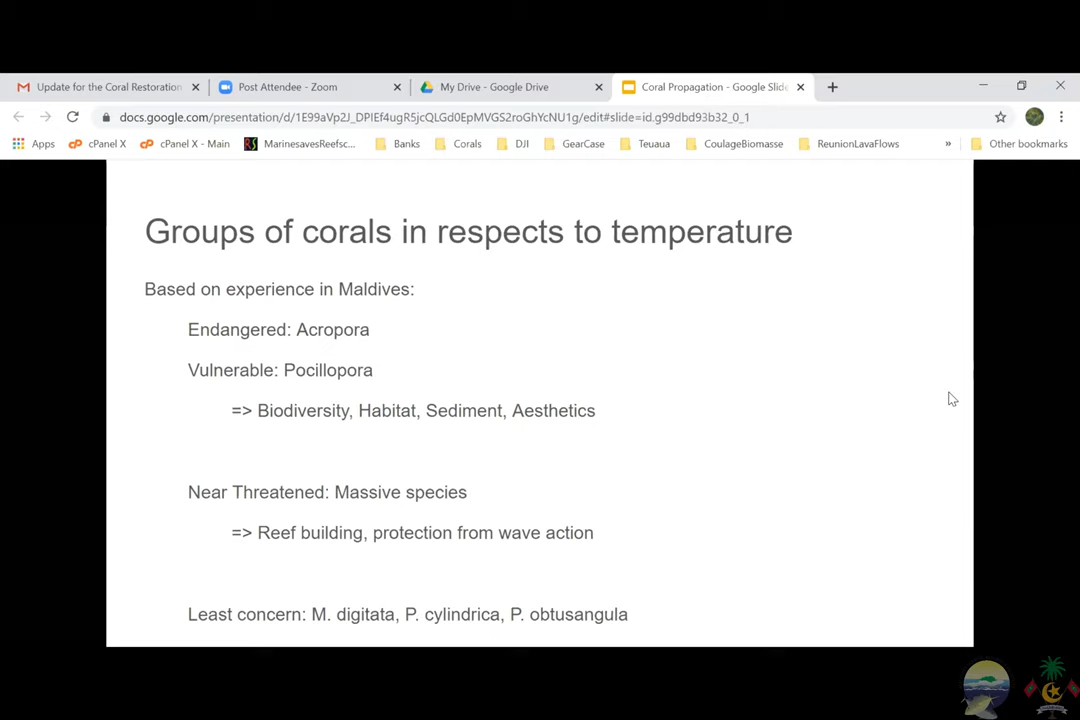 Update for the Coral Restoration
Post Attendee - Zoom
My Drive - Google Drive
Coral Propagation - Google Slide
docs.google.com/presentation/d/1E99aVp2J_DPIEf4ugR5jcQLGd0EpMVGS2roGhYcNU1g/edit#slide=id.g99dbd93b32_0_1
Apps cPanel X cPanel X - Main MarinesavesReefsc... Banks Corals DJI GearCase Teuaua CoulageBiomasse ReunionLavaFlows » Other bookmarks
Groups of corals in respects to temperature
Based on experience in Maldives:
Endangered: Acropora
Vulnerable: Pocillopora
=> Biodiversity, Habitat, Sediment, Aesthetics
Near Threatened: Massive species
=> Reef building, protection from wave action
Least concern: M. digitata, P. cylindrica, P. obtusangula